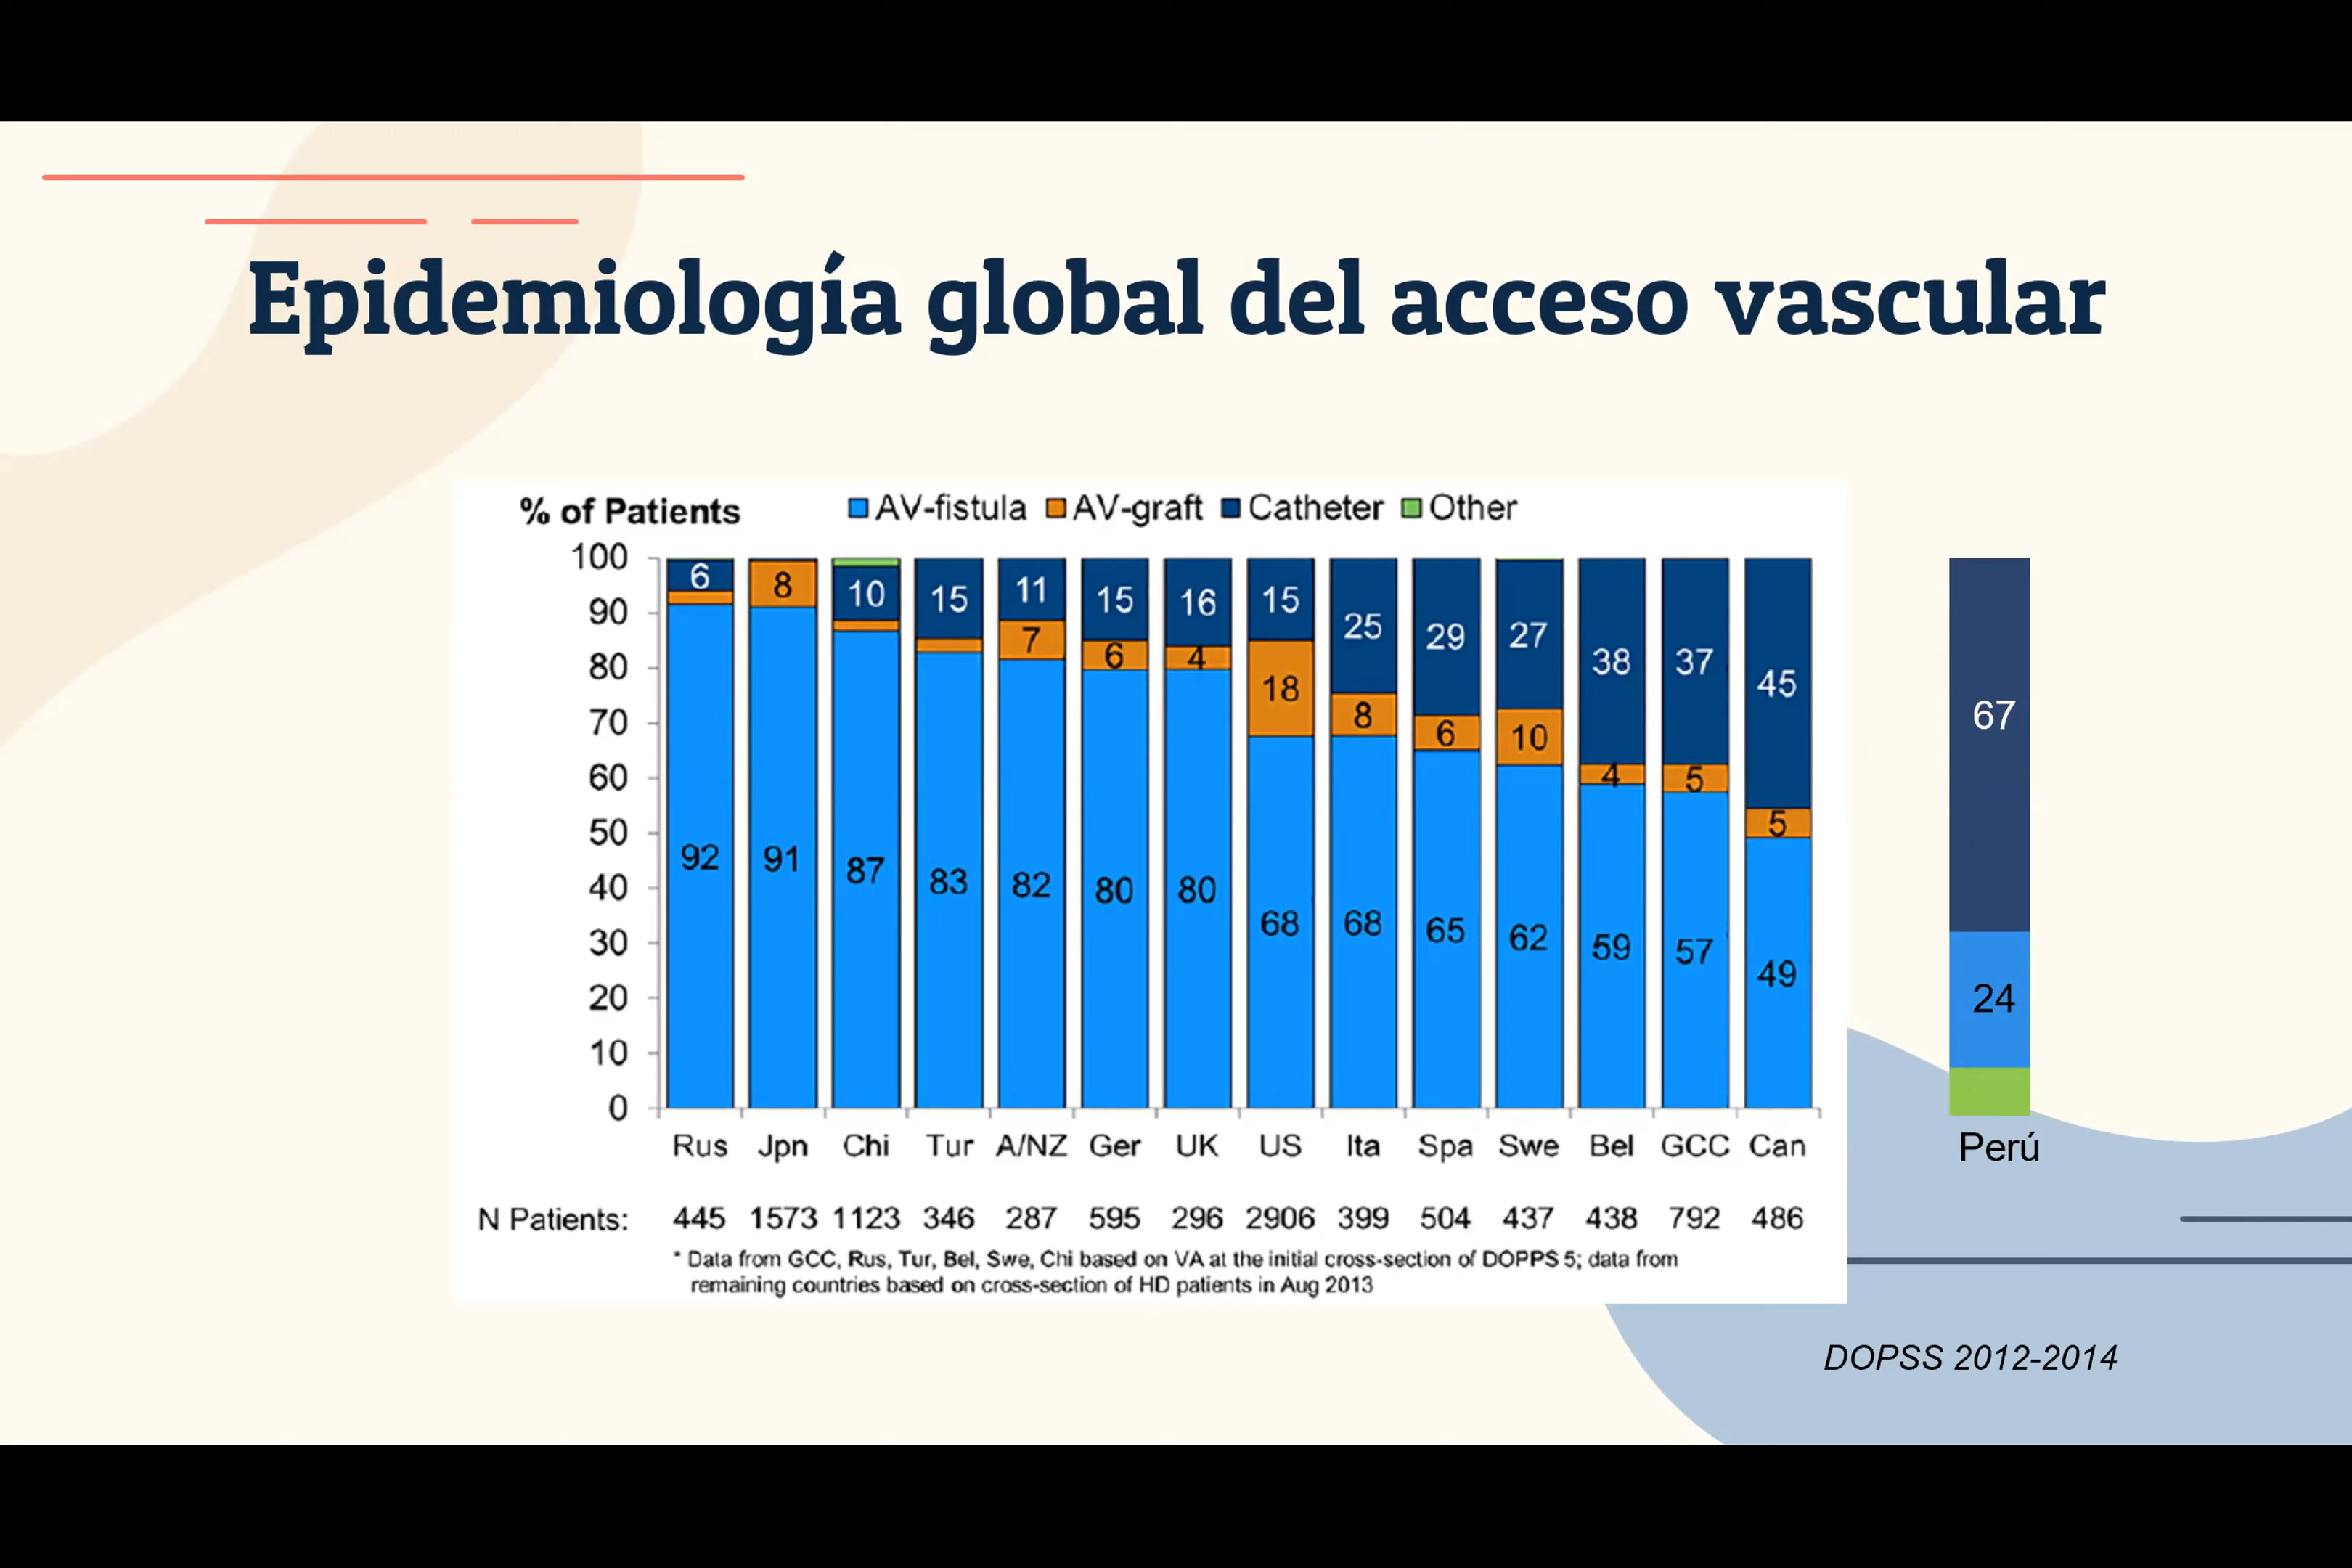 Epidemiología global del acceso vascular
% of Patients AV-fistula AV-graft Catheter Other
100
90
80
70
60
50
40
30
20
10
0
6 8 10 15 11 15 16 15 25 29 27 38 37 45
7 6 4 18 8 6 10 4 5 5
92 91 87 83 82 80 80 68 68 65 62 59 57 49
Rus Jpn Chi Tur A/NZ Ger UK US Ita Spa Swe Bel GCC Can
N Patients: 445 1573 1123 346 287 595 296 2906 399 504 437 438 792 486
* Data from GCC, Rus, Tur, Bel, Swe, Chi based on VA at the initial cross-section of DOPPS 5; data from
remaining countries based on cross-section of HD patients in Aug 2013
67
24
Perú
DOPSS 2012-2014